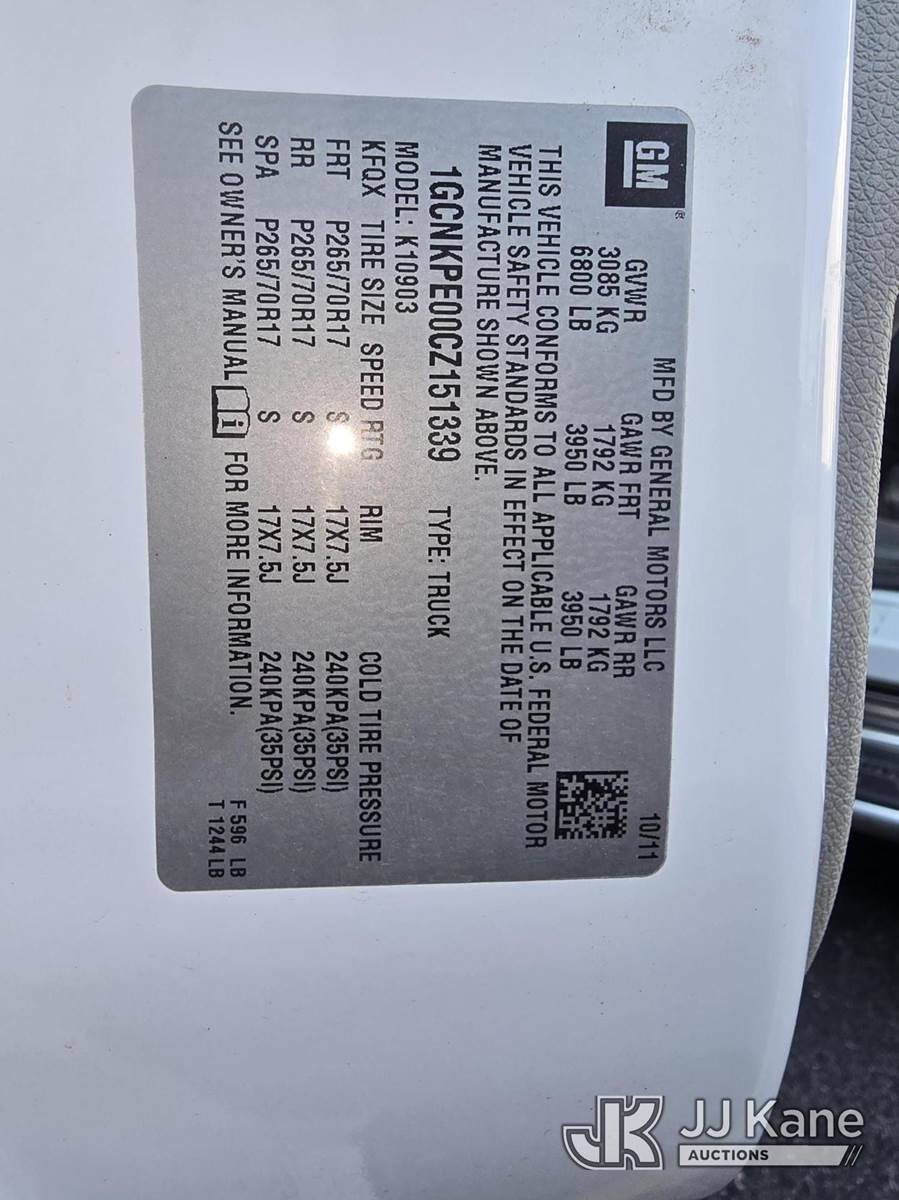 GM
MFD BY GENERAL MOTORS LLC 10/11
GVWR GAWR FRT GAWR RR
3085 KG 1792 KG 1792 KG
6800 LB 3950 LB 3950 LB
THIS VEHICLE CONFORMS TO ALL APPLICABLE U.S. FEDERAL MOTOR
VEHICLE SAFETY STANDARDS IN EFFECT ON THE DATE OF
MANUFACTURE SHOWN ABOVE.
1GCNKPE00CZ151339 TYPE: TRUCK
MODEL: K10903
KFQX TIRE SIZE SPEED RTG RIM COLD TIRE PRESSURE
FRT P265/70R17 S 17X7.5J 240KPA(35PSI)
RR P265/70R17 S 17X7.5J 240KPA(35PSI)
SPA P265/70R17 S 17X7.5J 240KPA(35PSI)
SEE OWNER'S MANUAL FOR MORE INFORMATION.
F 596 LB
T 1244 LB
JK JJ Kane
AUCTIONS